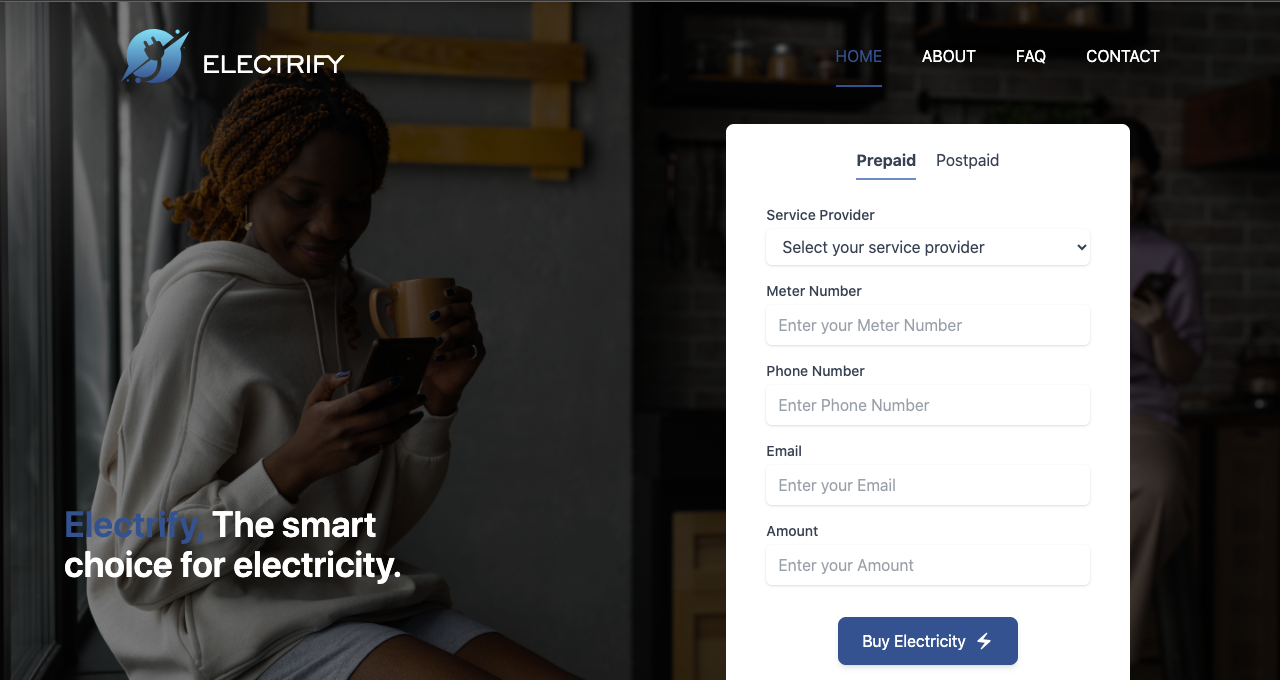 ELECTRIFY
HOME ABOUT FAQ CONTACT
Prepaid Postpaid
Service Provider
Select your service provider
Meter Number
Enter your Meter Number
Phone Number
Enter Phone Number
Email
Enter your Email
Amount
Enter your Amount
Buy Electricity
Electrify, The smart
choice for electricity.